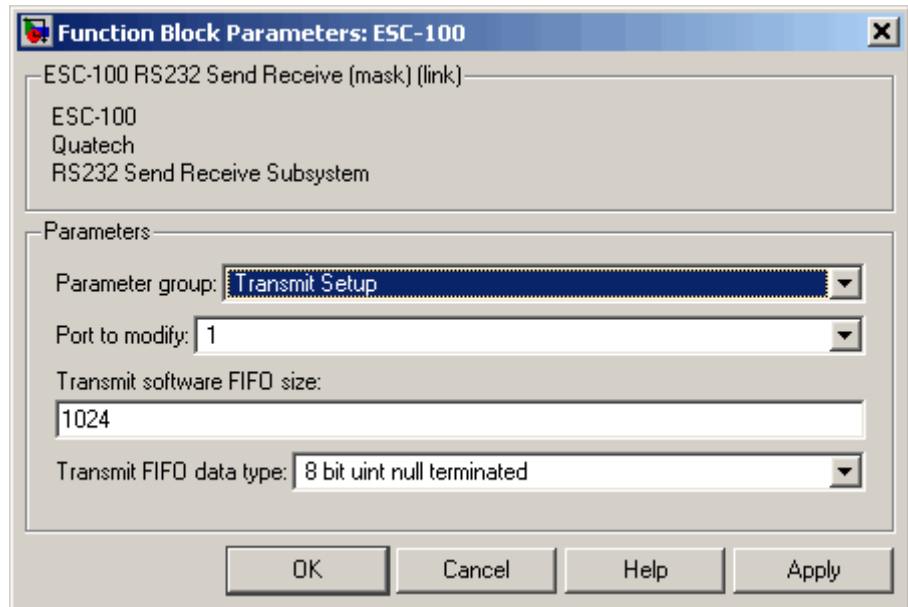 Function Block Parameters: ESC-100
ESC-100 RS232 Send Receive (mask) (link)
ESC-100
Quatech
RS232 Send Receive Subsystem
Parameters
Parameter group: Transmit Setup
Port to modify: 1
Transmit software FIFO size:
1024
Transmit FIFO data type: 8 bit uint null terminated
OK Cancel Help Apply